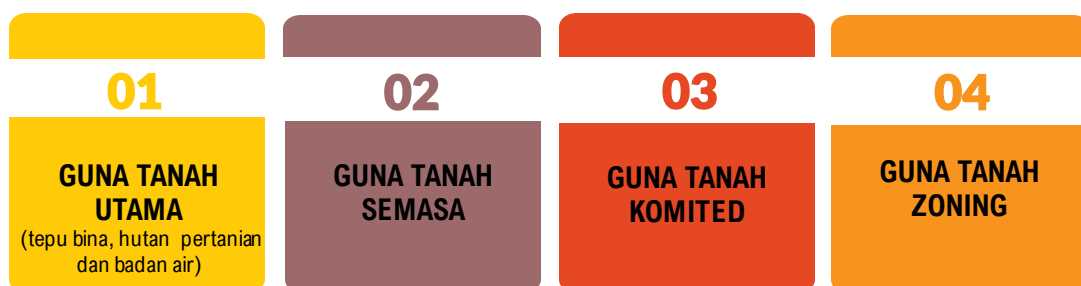 01
GUNA TANAH
UTAMA
(tepu bina, hutan pertanian
dan badan air)
02
GUNA TANAH
SEMASA
03
GUNA TANAH
KOMITED
04
GUNA TANAH
ZONING